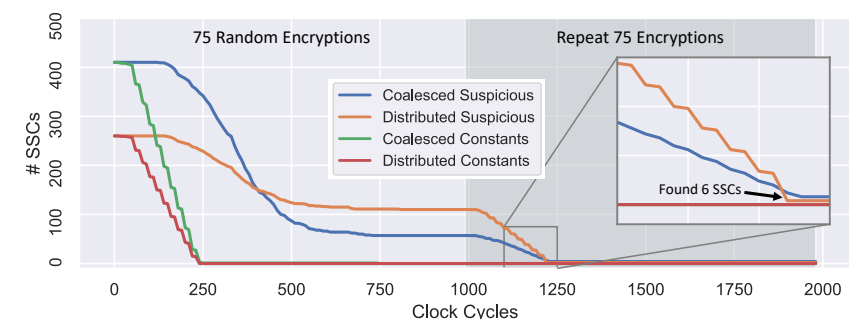 75 Random Encryptions
Repeat 75 Encryptions
# SSCs
500
400
300
200
100
0
Coalesced Suspicious
Distributed Suspicious
Coalesced Constants
Distributed Constants
Found 6 SSCs
0 250 500 750 1000 1250 1500 1750 2000
Clock Cycles